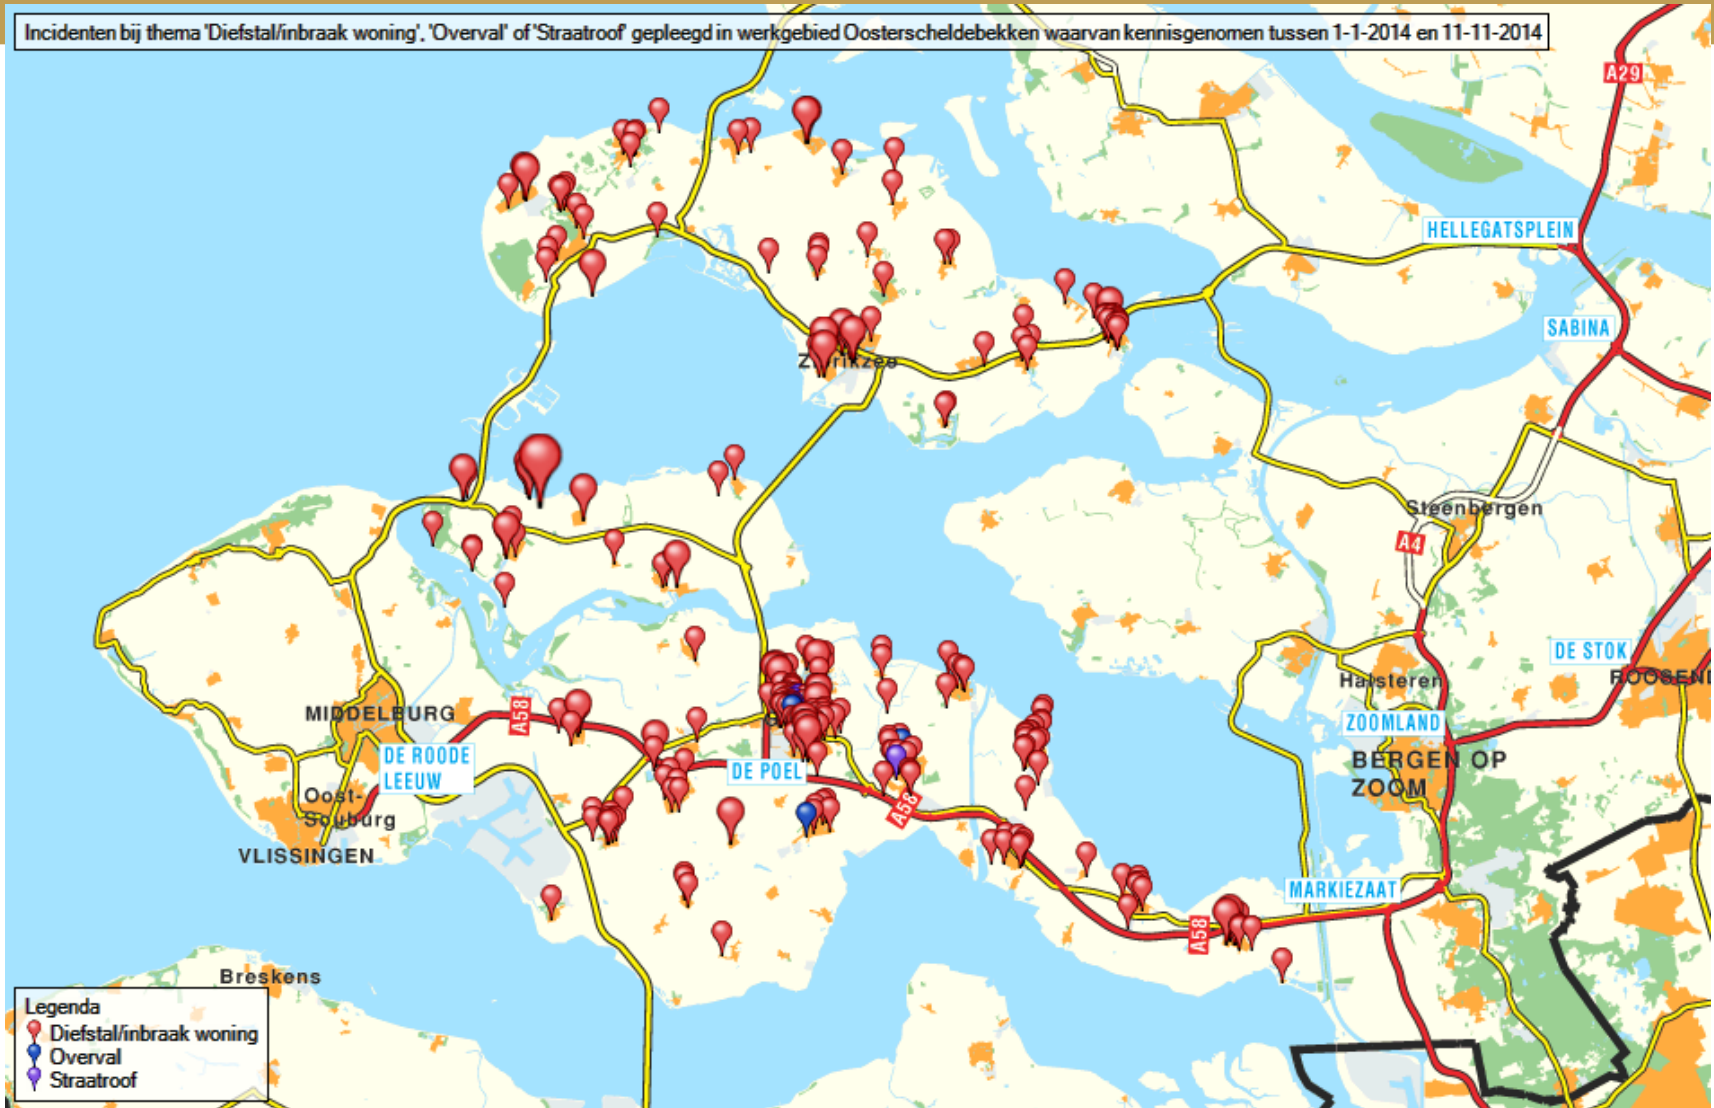 Incidenten bij thema 'Diefstal/inbraak woning', 'Overval' of 'Straatroof' gepleegd in werkgebied Oosterscheldebekken waarvan kennisgenomen tussen 1-1-2014 en 11-11-2014
A29
HELLEGATSPLEIN
SABINA
Steenbergen
A4
DE STOK
Halsteren
ZOOMLAND
BERGEN OP
ZOOM
MIDDELBURG
A58
DE ROODE
LEEUW
DE POEL
Oost-
Souburg
A58
VLISSINGEN
MARKIEZAAT
A58
Breskens
Legenda
Diefstal/inbraak woning
Overval
Straatroof